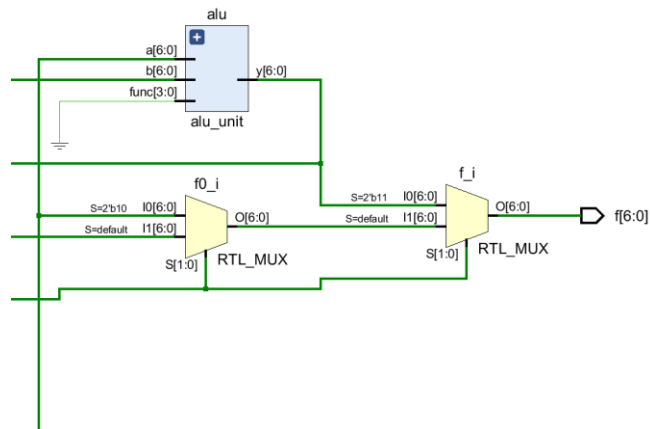 alu
a[6:0]
b[6:0]
y[6:0]
func[3:0]
alu_unit
f_i
S=2'b11 I0[6:0]
f0_i
O[6:0]
f[6:0]
S=2'b10 I0[6:0]
O[6:0]
S=default I1[6:0]
S=default I1[6:0]
S[1:0]
RTL_MUX
S[1:0]
RTL_MUX